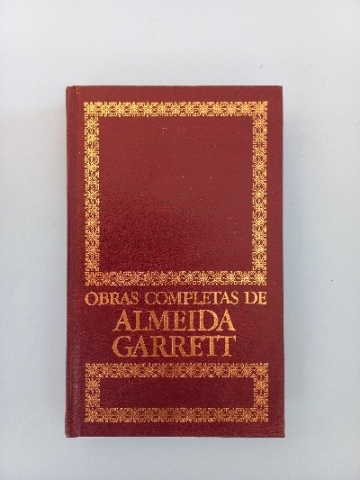 OBRAS COMPLETAS DE
ALMEIDA
GARRETT